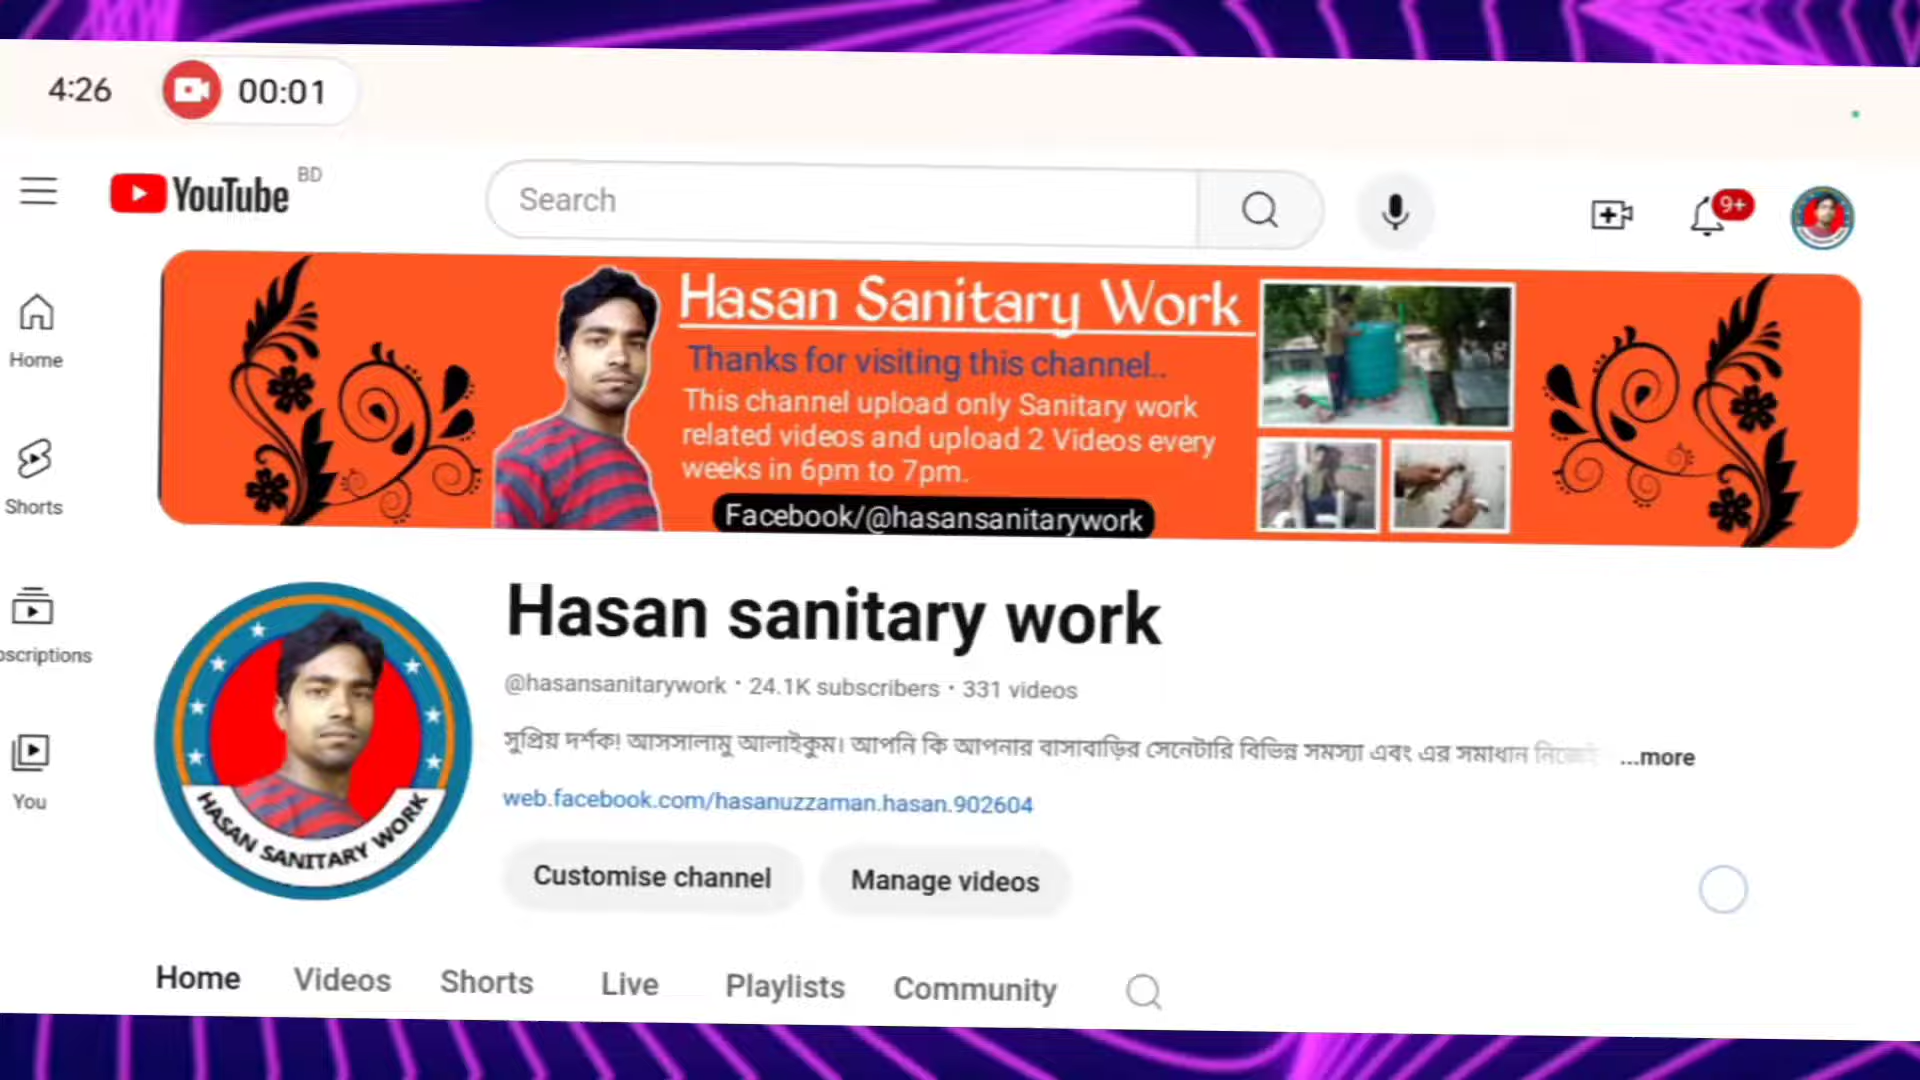 4:26
00:01
YouTube BD
Search
9+
Hasan Sanitary Work
Thanks for visiting this channel..
This channel upload only Sanitary work
related videos and upload 2 Videos every
weeks in 6pm to 7pm.
Facebook/@hasansanitarywork
Home
Shorts
oscriptions
You
HASAN SANITARY WORK
Hasan sanitary work
@hasansanitarywork · 24.1K subscribers · 331 videos
সুপ্রিয় দর্শক! আসসালামু আলাইকুম। আপনি কি আপনার বাসাবাড়ির সেনেটারি বিভিন্ন সমস্যা এবং এর সমাধান ...more
web.facebook.com/hasanuzzaman.hasan.902604
Customise channel
Manage videos
Home
Videos
Shorts
Live
Playlists
Community